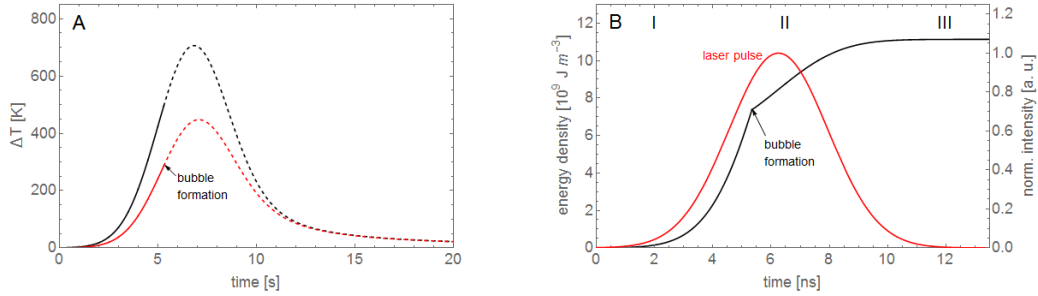 A
ΔT [K]
800
600
400
200
0
bubble
formation
0 5 10 15 20
time [s]
B
I II III
energy density [10⁹ J m⁻³]
12
10
8
6
4
2
0
laser pulse
bubble
formation
0 2 4 6 8 10 12
time [ns]
1.2
1.0
0.8
0.6
0.4
0.2
0.0
norm. intensity [a. u.]